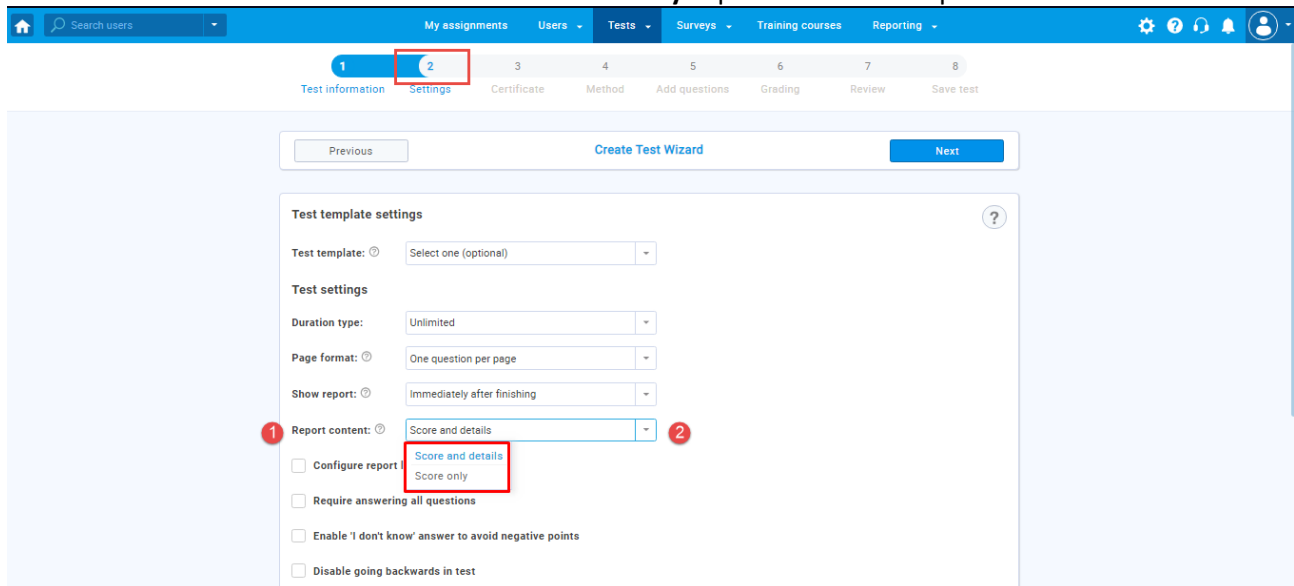 Search users
My assignments Users Tests Surveys Training courses Reporting
1 2 3 4 5 6 7 8
Test information Settings Certificate Method Add questions Grading Review Save test
Previous Create Test Wizard Next
Test template settings ?
Test template: ? Select one (optional)
Test settings
Duration type: Unlimited
Page format: ? One question per page
Show report: ? Immediately after finishing
1 Report content: ? Score and details 2
Score and details
Configure report
Score only
Require answering all questions
Enable 'I don't know' answer to avoid negative points
Disable going backwards in test